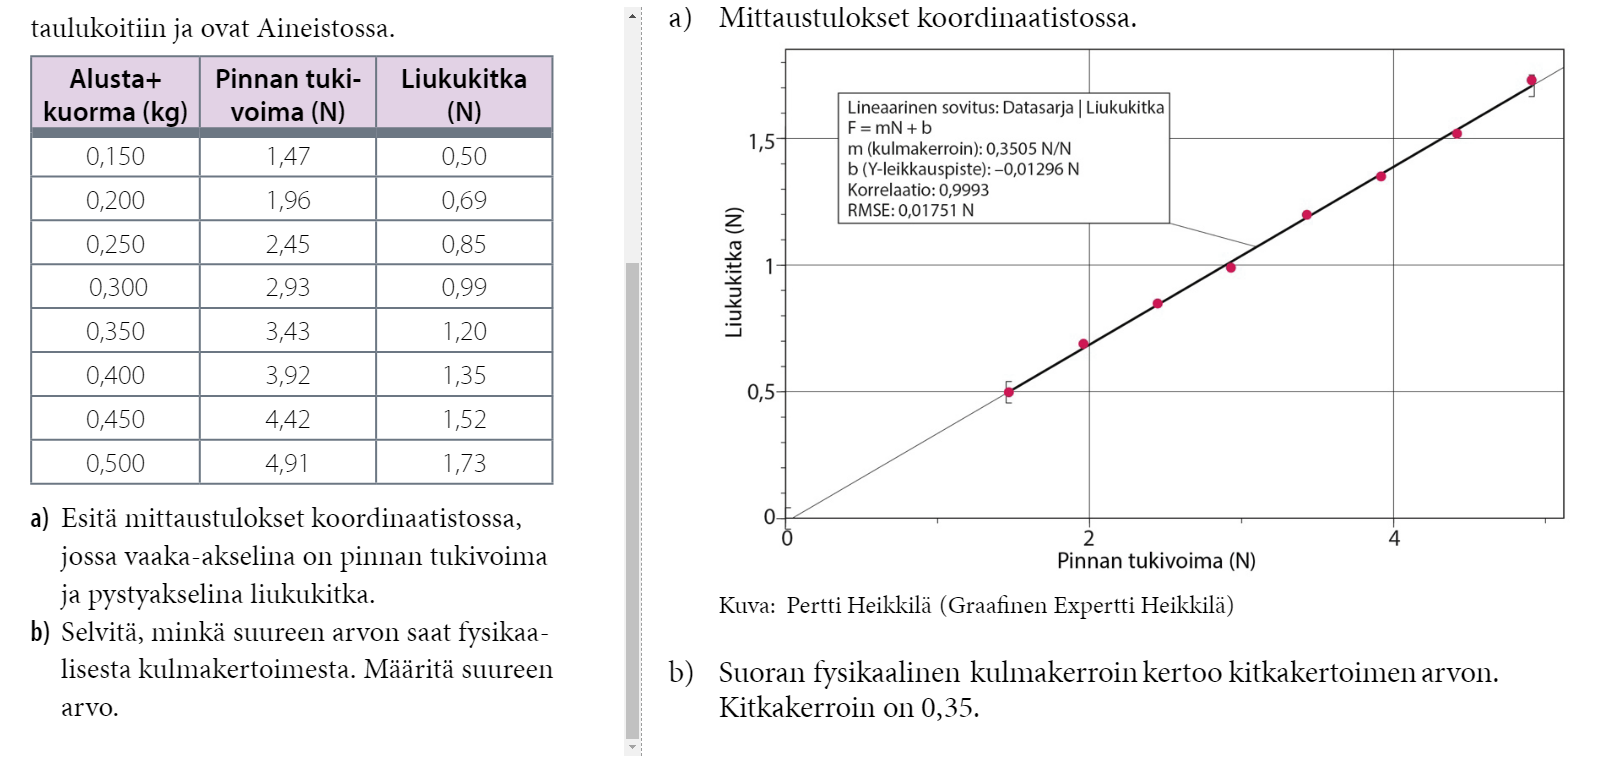 taulukoitiin ja ovat Aineistossa.
Alusta+ kuorma (kg) Pinnan tuki-voima (N) Liukukitka (N)
0,150 1,47 0,50
0,200 1,96 0,69
0,250 2,45 0,85
0,300 2,93 0,99
0,350 3,43 1,20
0,400 3,92 1,35
0,450 4,42 1,52
0,500 4,91 1,73
a) Esitä mittaustulokset koordinaatistossa,
jossa vaaka-akselina on pinnan tukivoima
ja pystyakselina liukukitka.
b) Selvitä, minkä suureen arvon saat fysikaa-
lisesta kulmakertoimesta. Määritä suureen
arvo.
a) Mittaustulokset koordinaatistossa.
Lineaarinen sovitus: Datasarja | Liukukitka
F = mN + b
m (kulmakerroin): 0,3505 N/N
b (Y-leikkauspiste): –0,01296 N
Korrelaatio: 0,9993
RMSE: 0,01751 N
Liukukitka (N)
1,5
1
0,5
0
0 2 4
Pinnan tukivoima (N)
Kuva: Pertti Heikkilä (Graafinen Expertti Heikkilä)
b) Suoran fysikaalinen kulmakerroin kertoo kitkakertoimen arvon.
Kitkakerroin on 0,35.